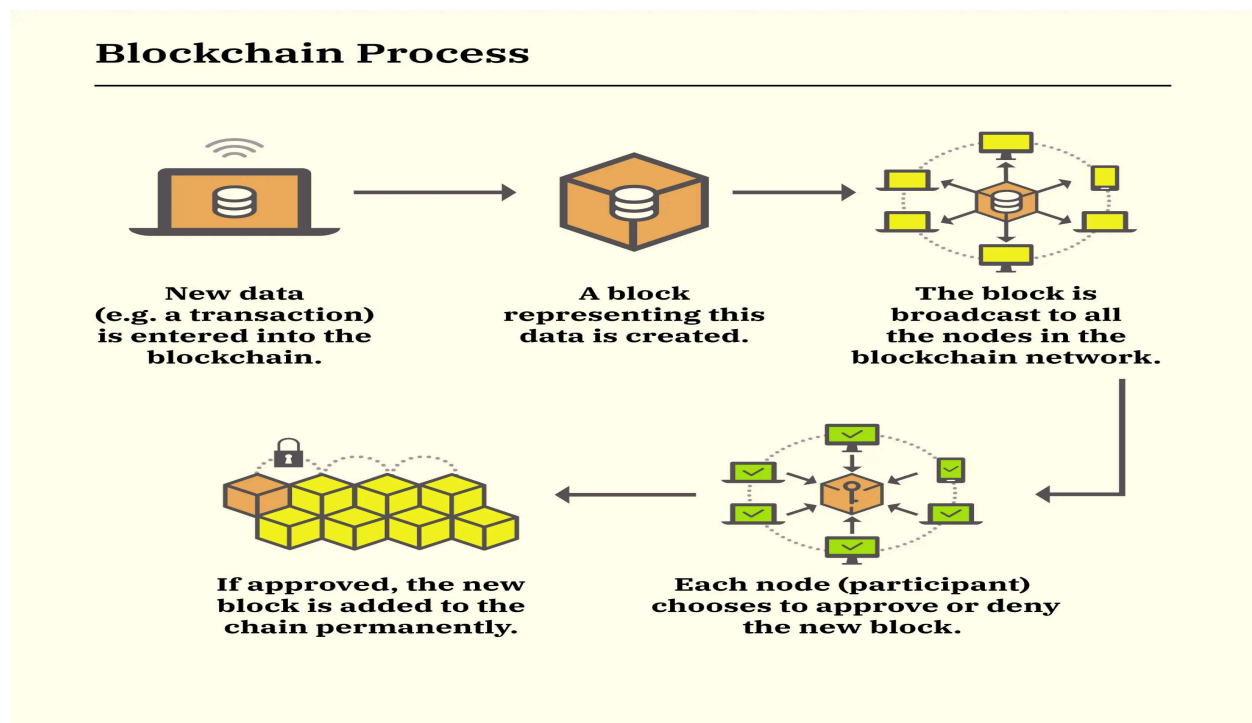 Blockchain Process
New data
(e.g. a transaction)
is entered into the
blockchain.
A block
representing this
data is created.
The block is
broadcast to all
the nodes in the
blockchain network.
Each node (participant)
chooses to approve or deny
the new block.
If approved, the new
block is added to the
chain permanently.